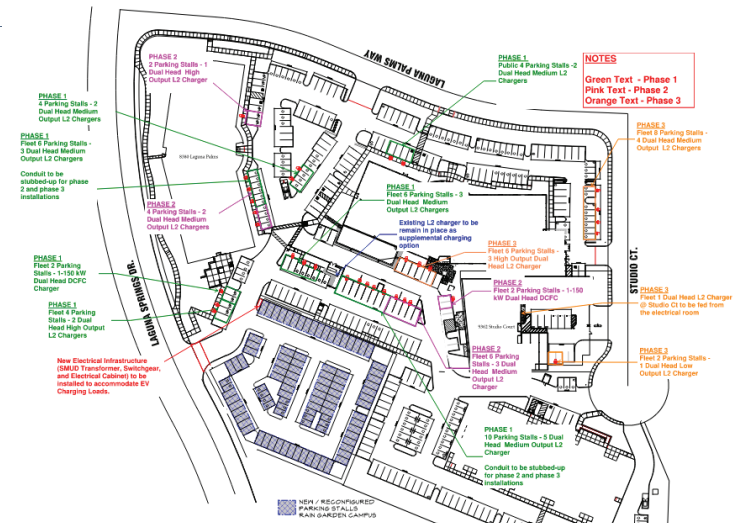 LAGUNA PALMS WAY
PHASE 2
2 Parking Stalls - 1
Dual Head High
Output L2 Charger
PHASE 1
Public 4 Parking Stalls -2
Dual Head Medium L2
Chargers
NOTES
Green Text - Phase 1
Pink Text - Phase 2
Orange Text - Phase 3
PHASE 1
4 Parking Stalls - 2
Dual Head Medium
Output L2 Chargers
PHASE 1
Fleet 6 Parking Stalls -
3 Dual Head Medium
Output L2 Chargers
Conduit to be
stubbed-up for phase
2 and phase 3
installations
PHASE 3
Fleet 8 Parking Stalls -
4 Dual Head Medium
Output L2 Chargers
9360 Laguna Palms
PHASE 2
4 Parking Stalls - 2
Dual Head Medium
Output L2 Chargers
PHASE 1
Fleet 6 Parking Stalls - 3
Dual Head Medium
Output L2 Chargers
Existing L2 charger to be
remain in place as
supplemental charging
option
PHASE 3
Fleet 6 Parking Stalls -
3 High Output Dual
Head L2 Charger
STUDIO CT.
LAGUNA SPRINGS DR.
PHASE 1
Fleet 2 Parking
Stalls - 1-150 kW
Dual Head DCFC
Charger
PHASE 1
Fleet 4 Parking
Stalls - 2 Dual
Head High Output
L2 Chargers
PHASE 2
Fleet 2 Parking Stalls - 1-150
kW Dual Head DCFC
PHASE 3
Fleet 1 Dual Head L2 Charger
@ Studio Ct to be fed from
the electrical room
9362 Studio Court
PHASE 2
Fleet 6 Parking
Stalls - 3 Dual
Head Medium
Output L2
Charger
PHASE 3
Fleet 2 Parking Stalls -
1 Dual Head Low
Output L2 Charger
New Electrical Infrastructure
(SMUD Transformer, Switchgear,
and Electrical Cabinet) to be
installed to accommodate EV
Charging Loads.
PHASE 1
10 Parking Stalls - 5 Dual
Head Medium Output L2
Charger
Conduit to be stubbed-up
for phase 2 and phase 3
installations
NEW / RECONFIGURED
PARKING STALLS
RAIN GARDEN CAMPUS